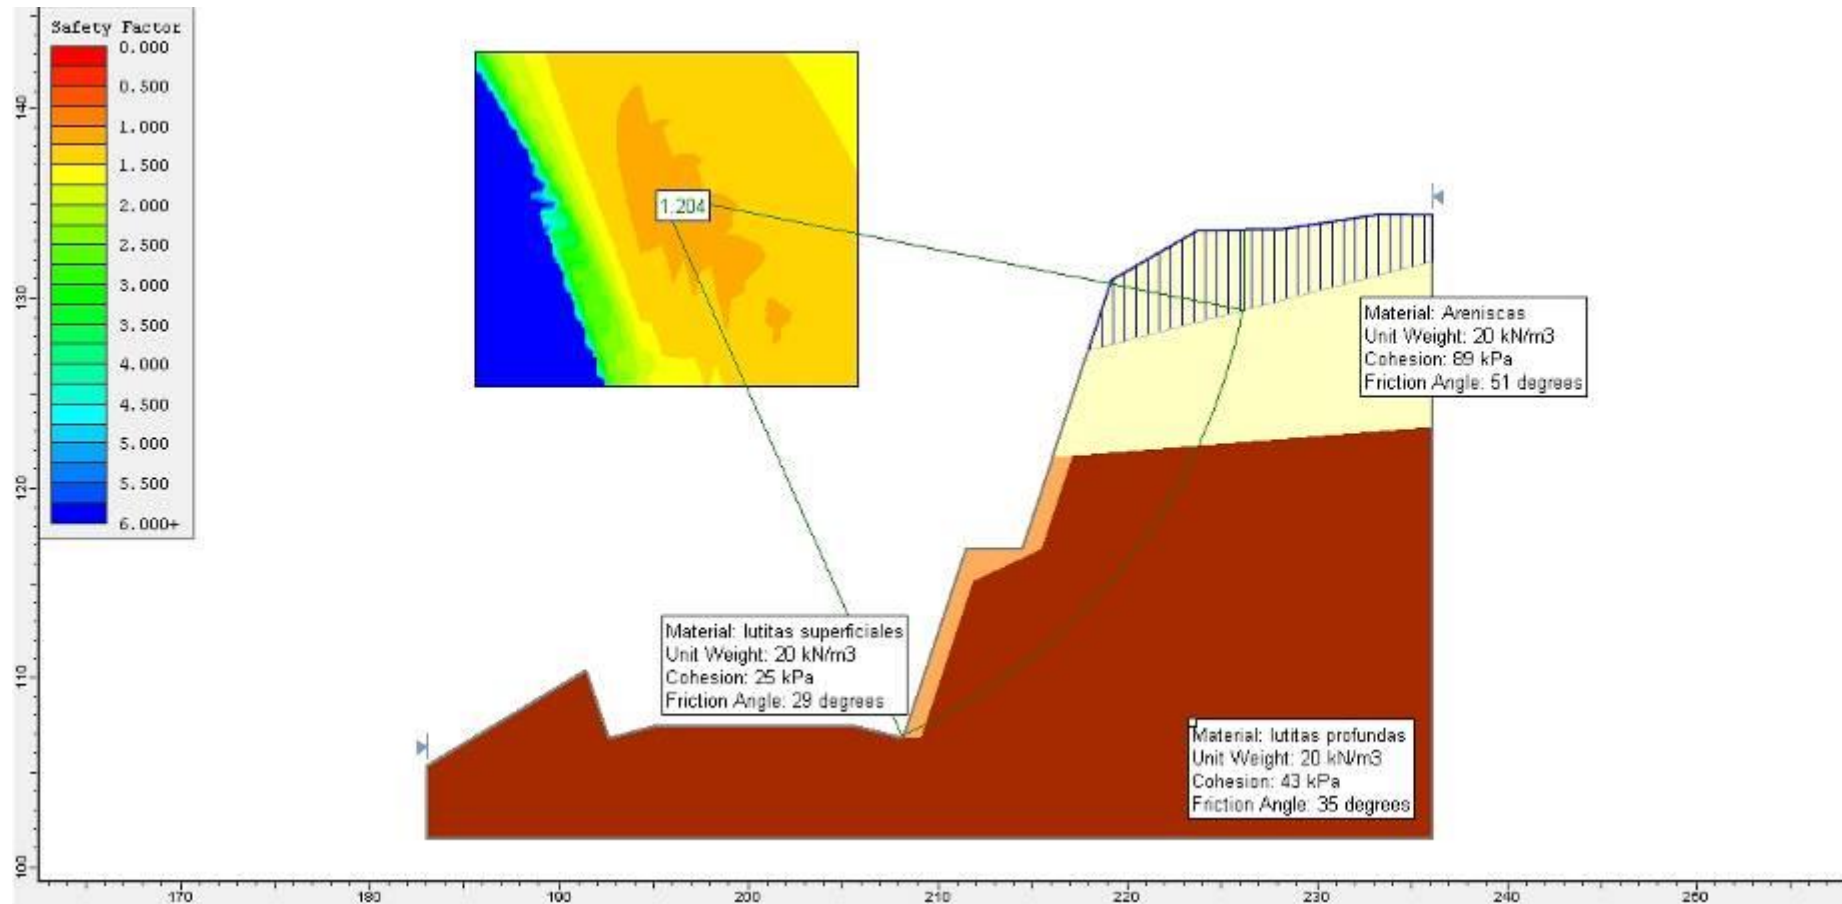 Safety Factor
0.000
0.500
1.000
1.500
2.000
2.500
3.000
3.500
4.000
4.500
5.000
5.500
6.000+
140
130
120
110
100
1.204
Material: Areniscas
Unit Weight: 20 kN/m3
Cohesion: 89 kPa
Friction Angle: 51 degrees
Material: lutitas superficiales
Unit Weight: 20 kN/m3
Cohesion: 25 kPa
Friction Angle: 29 degrees
Material: lutitas profundas
Unit Weight: 20 kN/m3
Cohesion: 43 kPa
Friction Angle: 35 degrees
170 180 190 200 210 220 230 240 250